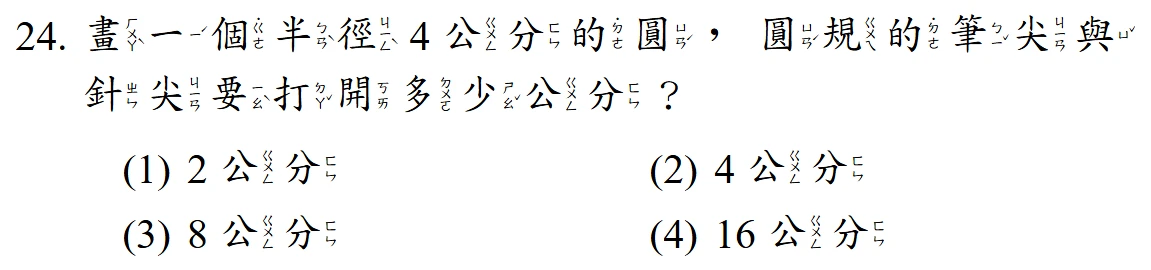 24. 畫一個半徑 4 公分的圓，圓規的筆尖與
針尖要打開多少公分？
(1) 2 公分 (2) 4 公分
(3) 8 公分 (4) 16 公分